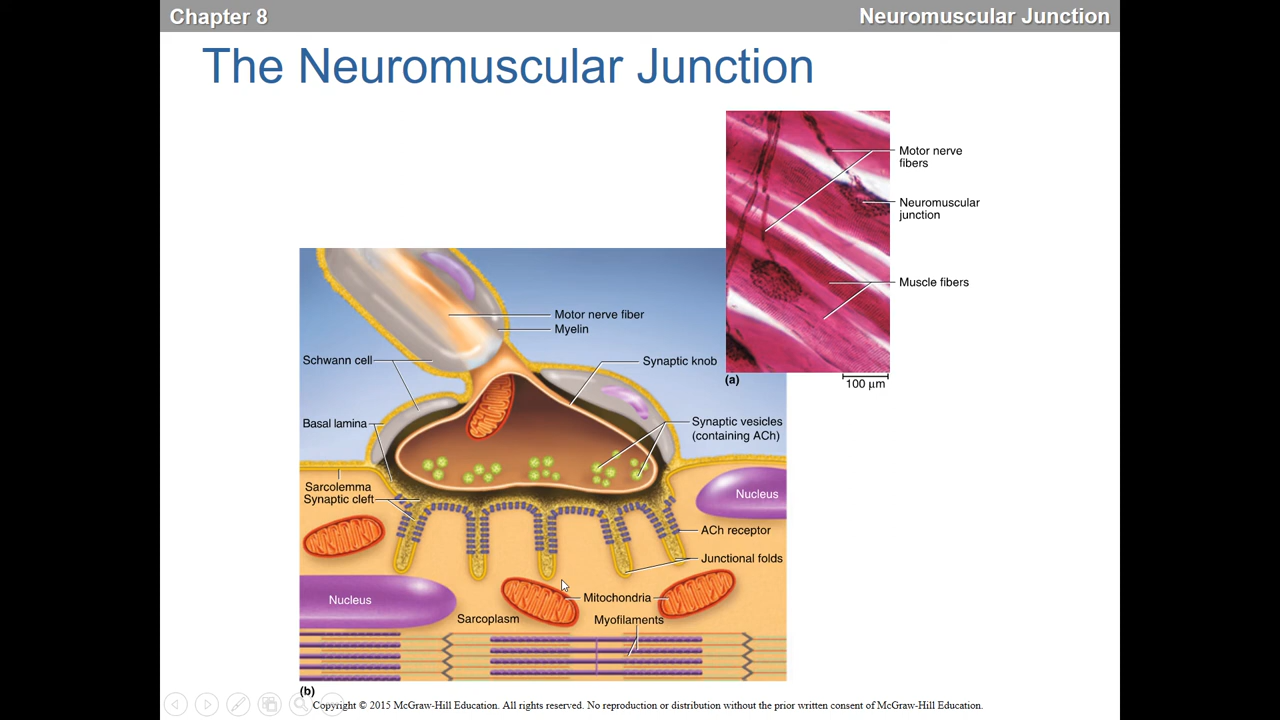 Chapter 8
Neuromuscular Junction
The Neuromuscular Junction
Motor nerve
fibers
Neuromuscular
junction
Muscle fibers
(a)
100 μm
Motor nerve fiber
Myelin
Schwann cell
Synaptic knob
Basal lamina
Synaptic vesicles
(containing ACh)
Sarcolemma
Synaptic cleft
Nucleus
ACh receptor
Junctional folds
Nucleus
Mitochondria
Sarcoplasm
Myofilaments
(b)
Copyright © 2015 McGraw-Hill Education. All rights reserved. No reproduction or distribution without the prior written consent of McGraw-Hill Education.